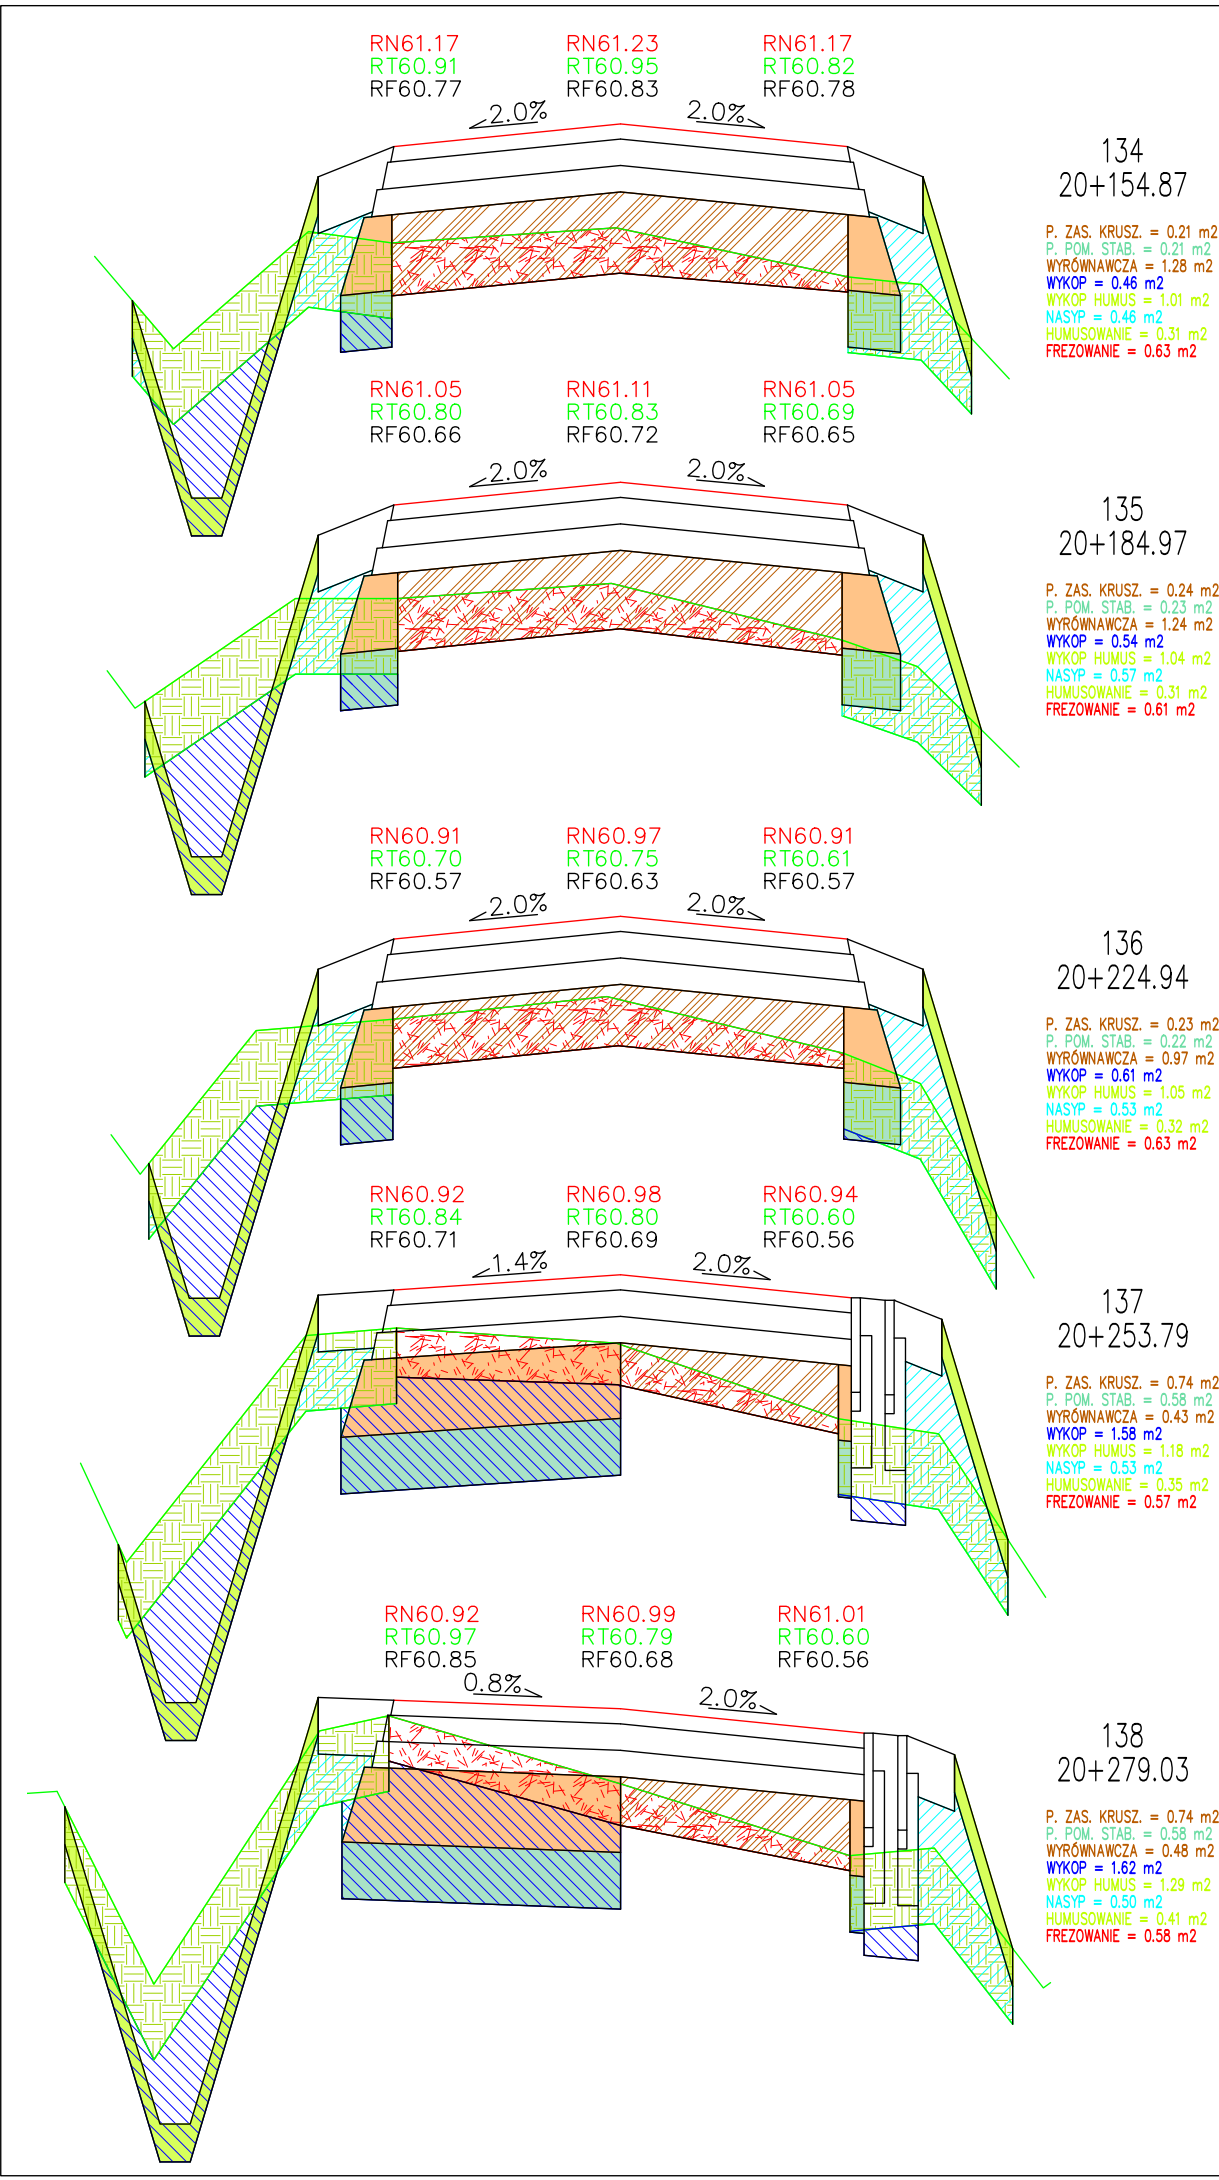 RN61.17 RN61.23 RN61.17
RT60.91 RT60.95 RT60.82
RF60.77 RF60.83 RF60.78
2.0% 2.0%
134
20+154.87
P. ZAS. KRUSZ. = 0.21 m2
P. POM. STAB. = 0.21 m2
WYRÓWNAWCZA = 1.28 m2
WYKOP = 0.46 m2
WYKOP HUMUS = 1.01 m2
NASYP = 0.46 m2
HUMUSOWANIE = 0.31 m2
FREZOWANIE = 0.63 m2
RN61.05 RN61.11 RN61.05
RT60.80 RT60.83 RT60.69
RF60.66 RF60.72 RF60.65
2.0% 2.0%
135
20+184.97
P. ZAS. KRUSZ. = 0.24 m2
P. POM. STAB. = 0.23 m2
WYRÓWNAWCZA = 1.24 m2
WYKOP = 0.54 m2
WYKOP HUMUS = 1.04 m2
NASYP = 0.57 m2
HUMUSOWANIE = 0.31 m2
FREZOWANIE = 0.61 m2
RN60.91 RN60.97 RN60.91
RT60.70 RT60.75 RT60.61
RF60.57 RF60.63 RF60.57
2.0% 2.0%
136
20+224.94
P. ZAS. KRUSZ. = 0.23 m2
P. POM. STAB. = 0.22 m2
WYRÓWNAWCZA = 0.97 m2
WYKOP = 0.61 m2
WYKOP HUMUS = 1.05 m2
NASYP = 0.53 m2
HUMUSOWANIE = 0.32 m2
FREZOWANIE = 0.63 m2
RN60.92 RN60.98 RN60.94
RT60.84 RT60.80 RT60.60
RF60.71 RF60.69 RF60.56
1.4% 2.0%
137
20+253.79
P. ZAS. KRUSZ. = 0.74 m2
P. POM. STAB. = 0.58 m2
WYRÓWNAWCZA = 0.43 m2
WYKOP = 1.58 m2
WYKOP HUMUS = 1.18 m2
NASYP = 0.53 m2
HUMUSOWANIE = 0.35 m2
FREZOWANIE = 0.57 m2
RN60.92 RN60.99 RN61.01
RT60.97 RT60.79 RT60.60
RF60.85 RF60.68 RF60.56
0.8% 2.0%
138
20+279.03
P. ZAS. KRUSZ. = 0.74 m2
P. POM. STAB. = 0.58 m2
WYRÓWNAWCZA = 0.48 m2
WYKOP = 1.62 m2
WYKOP HUMUS = 1.29 m2
NASYP = 0.50 m2
HUMUSOWANIE = 0.41 m2
FREZOWANIE = 0.58 m2